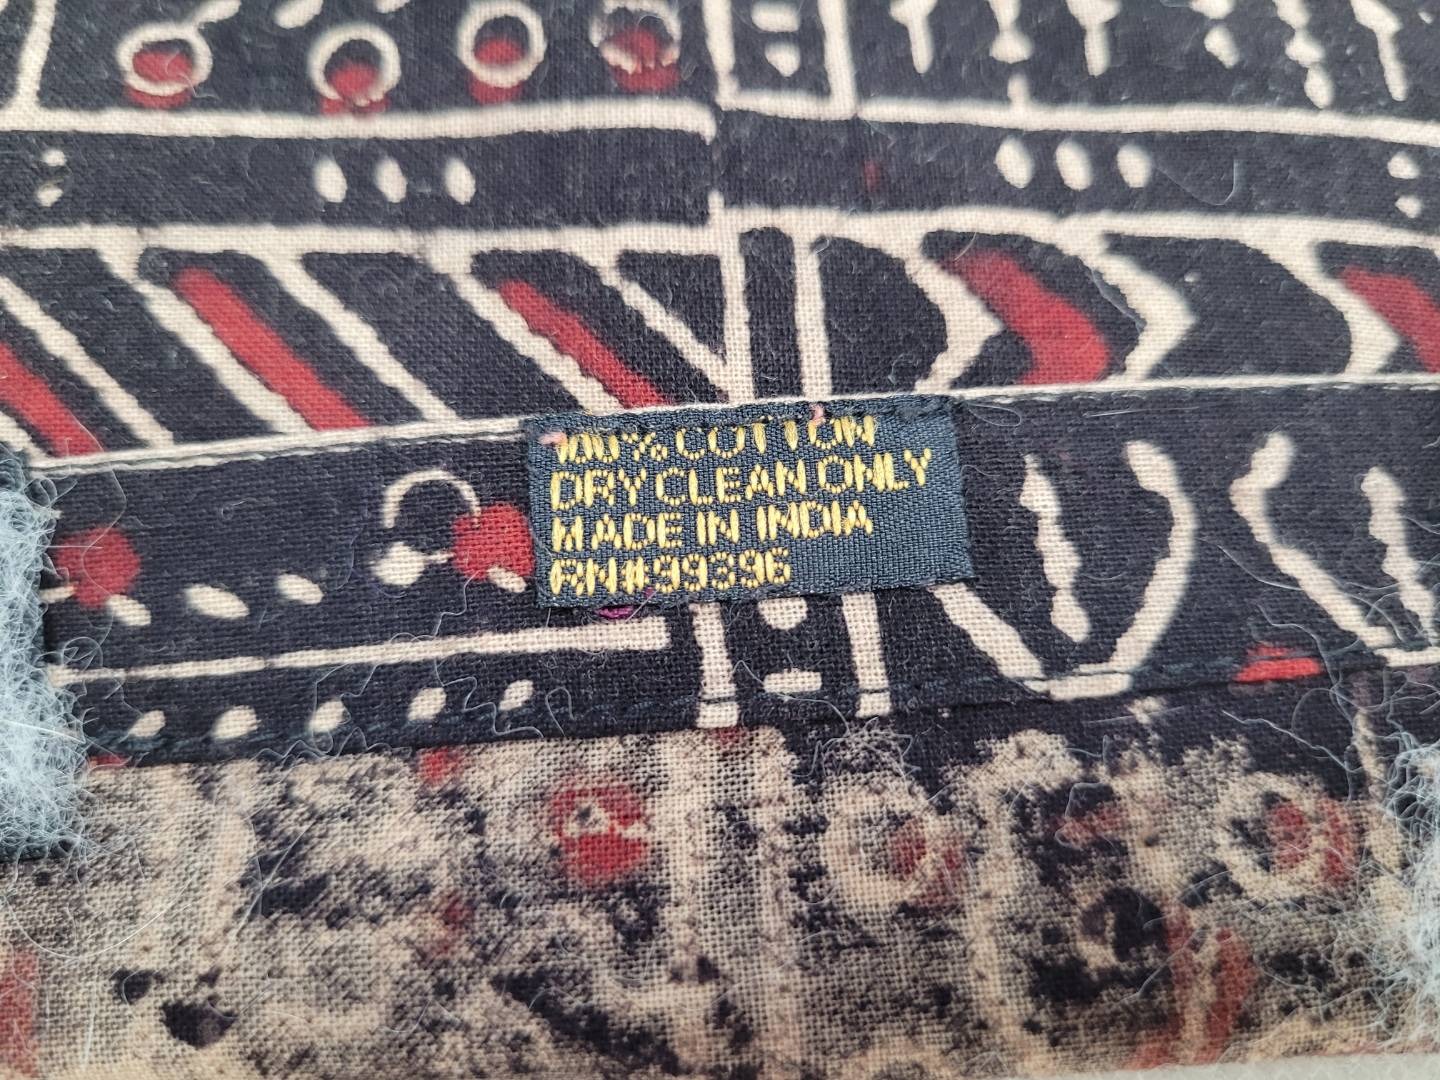 100% COTTON
DRY CLEAN ONLY
MADE IN INDIA
RN#99396